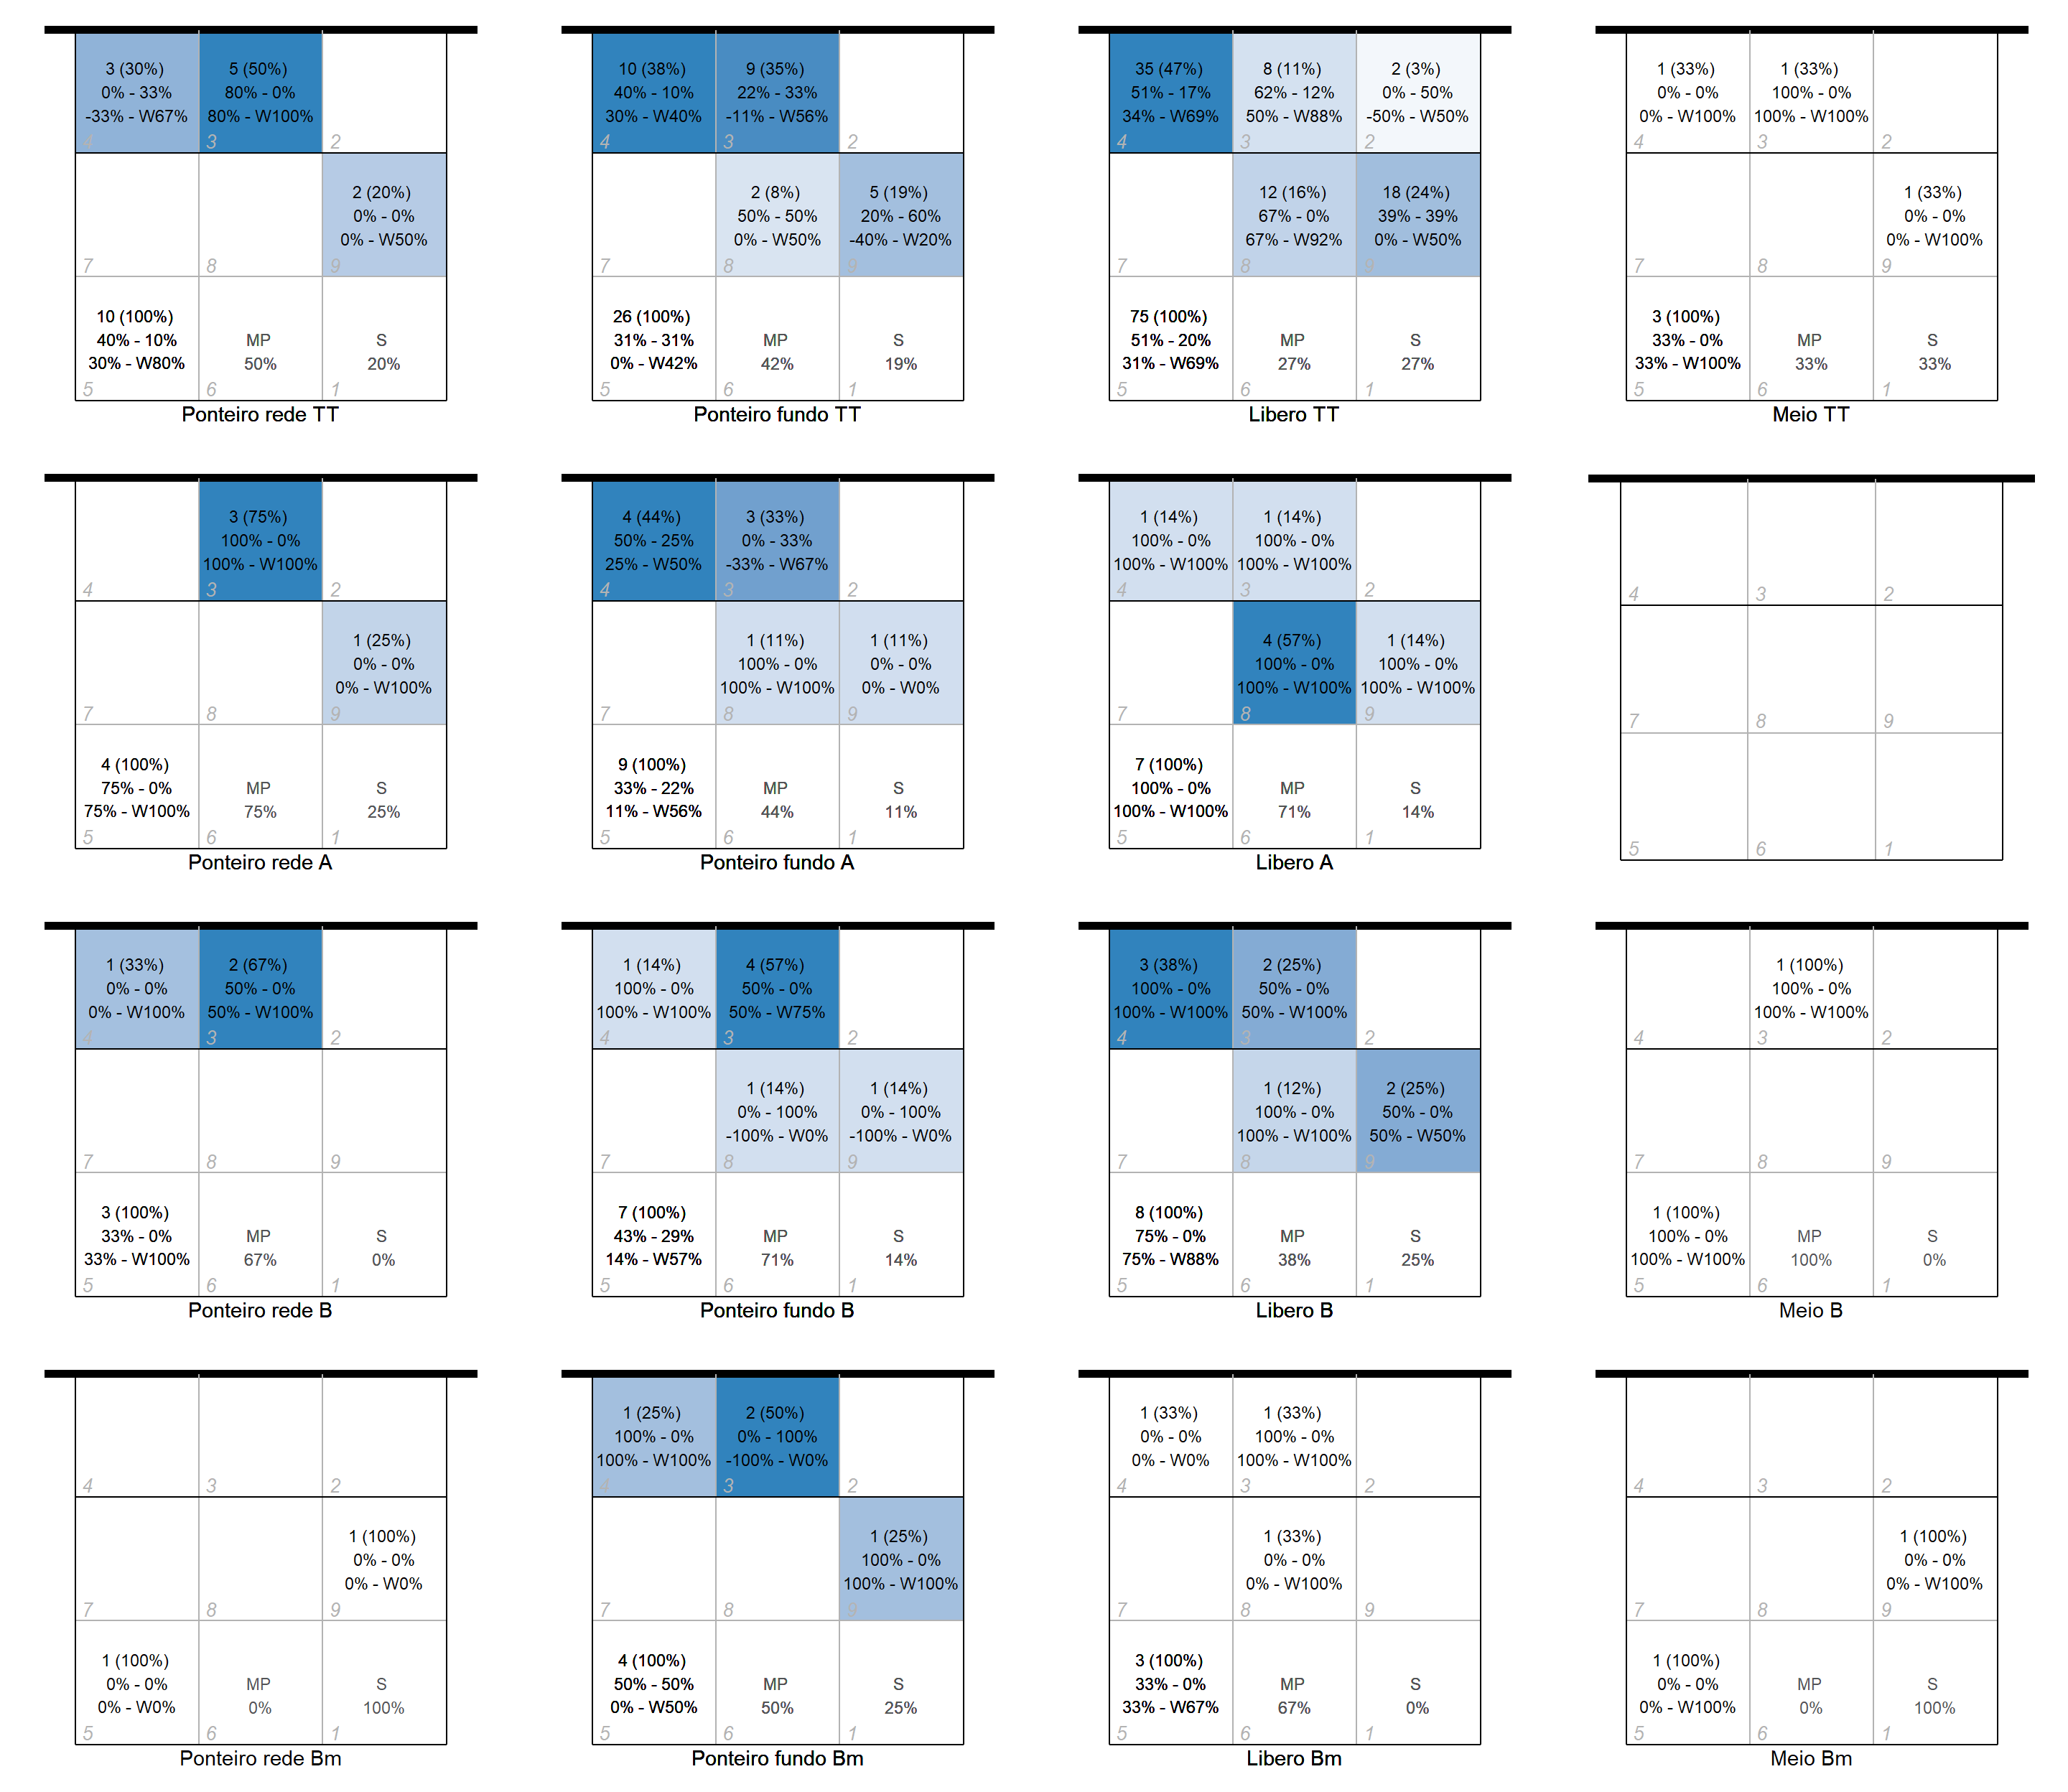 3 (30%)
0% - 33%
-33% - W67%
4
5 (50%)
80% - 0%
80% - W100%
3
2
7
8
2 (20%)
0% - 0%
0% - W50%
9
10 (100%)
40% - 10%
30% - W80%
5
MP
50%
6
S
20%
1
Ponteiro rede TT
10 (38%)
40% - 10%
30% - W40%
4
9 (35%)
22% - 33%
-11% - W56%
3
2
7
2 (8%)
50% - 50%
0% - W50%
8
5 (19%)
20% - 60%
-40% - W20%
9
26 (100%)
31% - 31%
0% - W42%
5
MP
42%
6
S
19%
1
Ponteiro fundo TT
35 (47%)
51% - 17%
34% - W69%
4
8 (11%)
62% - 12%
50% - W88%
3
2 (3%)
0% - 50%
-50% - W50%
2
7
12 (16%)
67% - 0%
67% - W92%
8
18 (24%)
39% - 39%
0% - W50%
9
75 (100%)
51% - 20%
31% - W69%
5
MP
27%
6
S
27%
1
Libero TT
1 (33%)
0% - 0%
0% - W100%
4
1 (33%)
100% - 0%
100% - W100%
3
2
7
8
1 (33%)
0% - 0%
0% - W100%
9
3 (100%)
33% - 0%
33% - W100%
5
MP
33%
6
S
33%
1
Meio TT
4
3 (75%)
100% - 0%
100% - W100%
3
2
7
8
1 (25%)
0% - 0%
0% - W100%
9
4 (100%)
75% - 0%
75% - W100%
5
MP
75%
6
S
25%
1
Ponteiro rede A
4 (44%)
50% - 25%
25% - W50%
4
3 (33%)
0% - 33%
-33% - W67%
3
2
7
1 (11%)
100% - 0%
100% - W100%
8
1 (11%)
0% - 0%
0% - W0%
9
9 (100%)
33% - 22%
11% - W56%
5
MP
44%
6
S
11%
1
Ponteiro fundo A
1 (14%)
100% - 0%
100% - W100%
4
1 (14%)
100% - 0%
100% - W100%
3
2
7
4 (57%)
100% - 0%
100% - W100%
8
1 (14%)
100% - 0%
100% - W100%
9
7 (100%)
100% - 0%
100% - W100%
5
MP
71%
6
S
14%
1
Libero A
4
3
2
7
8
9
5
6
1
1 (33%)
0% - 0%
0% - W100%
4
2 (67%)
50% - 0%
50% - W100%
3
2
7
8
9
3 (100%)
33% - 0%
33% - W100%
5
MP
67%
6
S
0%
1
Ponteiro rede B
1 (14%)
100% - 0%
100% - W100%
4
4 (57%)
50% - 0%
50% - W75%
3
2
7
1 (14%)
0% - 100%
-100% - W0%
8
1 (14%)
0% - 100%
-100% - W0%
9
7 (100%)
43% - 29%
14% - W57%
5
MP
71%
6
S
14%
1
Ponteiro fundo B
3 (38%)
100% - 0%
100% - W100%
4
2 (25%)
50% - 0%
50% - W100%
3
2
7
1 (12%)
100% - 0%
100% - W100%
8
2 (25%)
50% - 0%
50% - W50%
9
8 (100%)
75% - 0%
75% - W88%
5
MP
38%
6
S
25%
1
Libero B
4
1 (100%)
100% - 0%
100% - W100%
3
2
7
8
9
1 (100%)
100% - 0%
100% - W100%
5
MP
100%
6
S
0%
1
Meio B
4
3
2
7
8
1 (100%)
0% - 0%
0% - W0%
9
1 (100%)
0% - 0%
0% - W0%
5
MP
0%
6
S
100%
1
Ponteiro rede Bm
1 (25%)
100% - 0%
100% - W100%
4
2 (50%)
0% - 100%
-100% - W0%
3
2
7
8
1 (25%)
100% - 0%
100% - W100%
9
4 (100%)
50% - 50%
0% - W50%
5
MP
50%
6
S
25%
1
Ponteiro fundo Bm
1 (33%)
0% - 0%
0% - W0%
4
1 (33%)
100% - 0%
100% - W100%
3
2
7
1 (33%)
0% - 0%
0% - W100%
8
9
3 (100%)
33% - 0%
33% - W67%
5
MP
67%
6
S
0%
1
Libero Bm
4
3
2
7
8
1 (100%)
0% - 0%
0% - W100%
9
1 (100%)
0% - 0%
0% - W100%
5
MP
0%
6
S
100%
1
Meio Bm